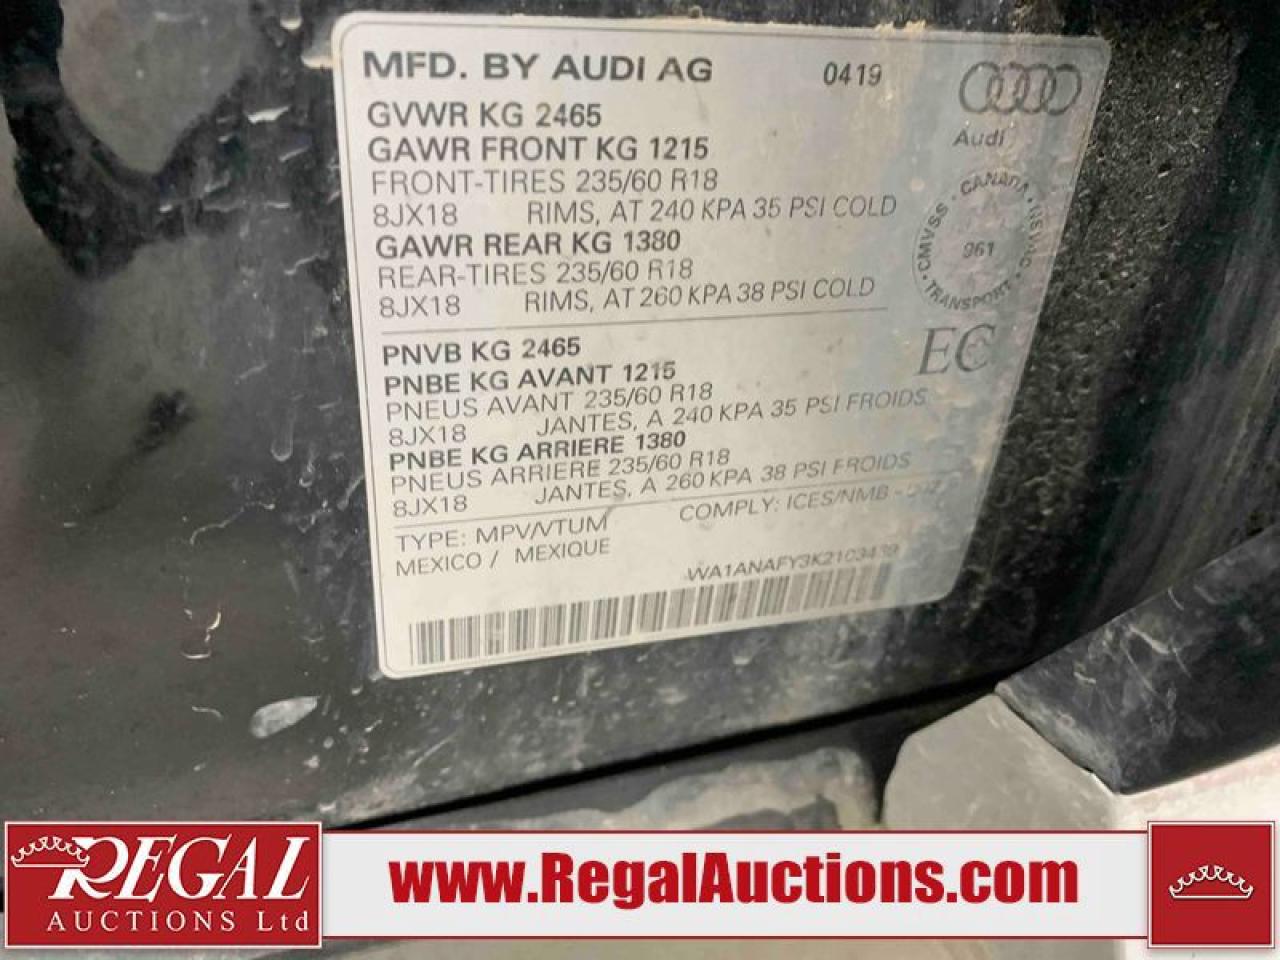 MFD. BY AUDI AG 0419
Audi
GVWR KG 2465
GAWR FRONT KG 1215
FRONT-TIRES 235/60 R18
8JX18 RIMS, AT 240 KPA 35 PSI COLD
GAWR REAR KG 1380
REAR-TIRES 235/60 R18
8JX18 RIMS, AT 260 KPA 38 PSI COLD
CANADA
961
CMVSS
TRANSPORT
EC
PNVB KG 2465
PNBE KG AVANT 1215
PNEUS AVANT 235/60 R18
8JX18 JANTES, A 240 KPA 35 PSI FROIDS
PNBE KG ARRIERE 1380
PNEUS ARRIERE 235/60 R18
8JX18 JANTES, A 260 KPA 38 PSI FROIDS
TYPE: MPV/VTUM COMPLY: ICES/NMB -
MEXICO / MEXIQUE
REGAL
AUCTIONS Ltd
www.RegalAuctions.com